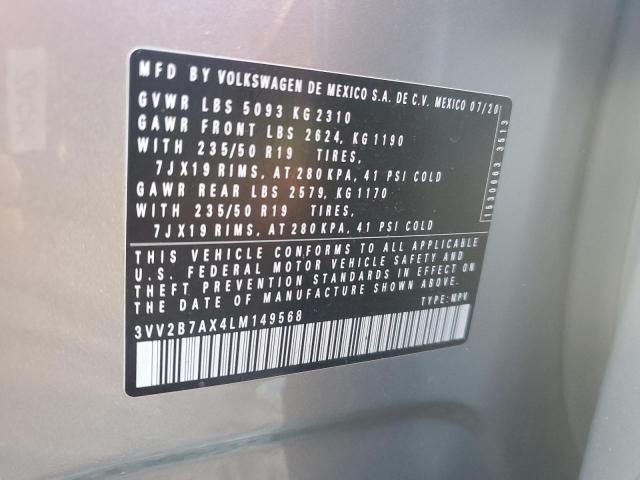 MFD BY VOLKSWAGEN DE MEXICO S.A. DE C.V. MEXICO 07/20
GVWR LBS 5093 KG 2310
GAWR FRONT LBS 2624, KG 1190
WITH 235/50 R19 TIRES,
7JX19 RIMS, AT 280 KPA, 41 PSI COLD
GAWR REAR LBS 2579, KG 1170
WITH 235/50 R19 TIRES,
7JX19 RIMS, AT 280 KPA, 41 PSI COLD
THIS VEHICLE CONFORMS TO ALL APPLICABLE
U.S. FEDERAL MOTOR VEHICLE SAFETY AND
THEFT PREVENTION STANDARDS IN EFFECT ON
THE DATE OF MANUFACTURE SHOWN ABOVE.
3VV2B7AX4LM149568 TYPE: MPV
1630663 3513